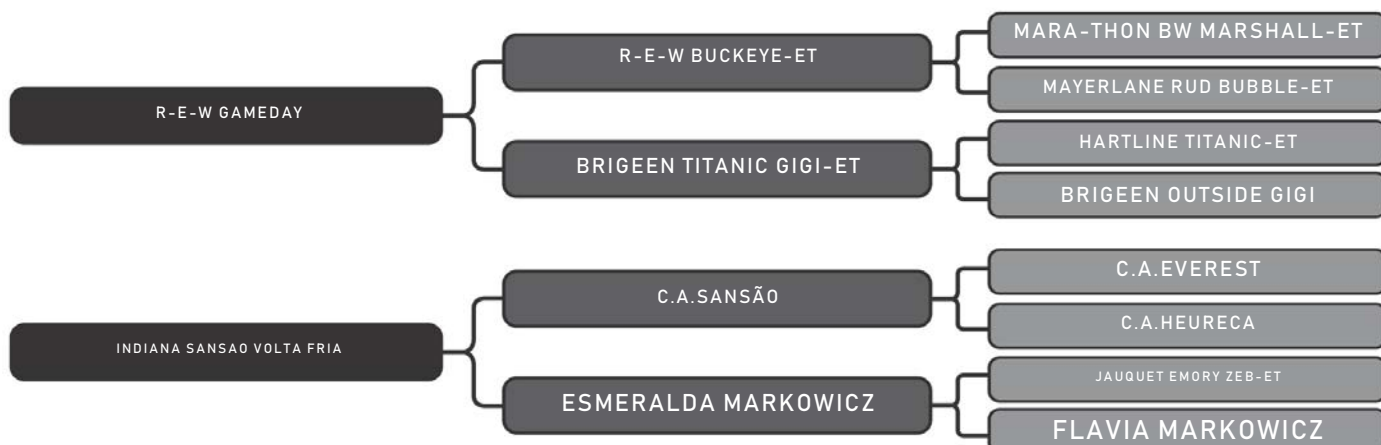 MARA-THON BW MARSHALL-ET
R-E-W BUCKEYE-ET
MAYERLANE RUD BUBBLE-ET
R-E-W GAMEDAY
HARTLINE TITANIC-ET
BRIGEEN TITANIC GIGI-ET
BRIGEEN OUTSIDE GIGI
C.A.EVEREST
C.A.SANSÃO
C.A.HEURECA
INDIANA SANSAO VOLTA FRIA
JAUQUET EMORY ZEB-ET
ESMERALDA MARKOWICZ
FLAVIA MARKOWICZ